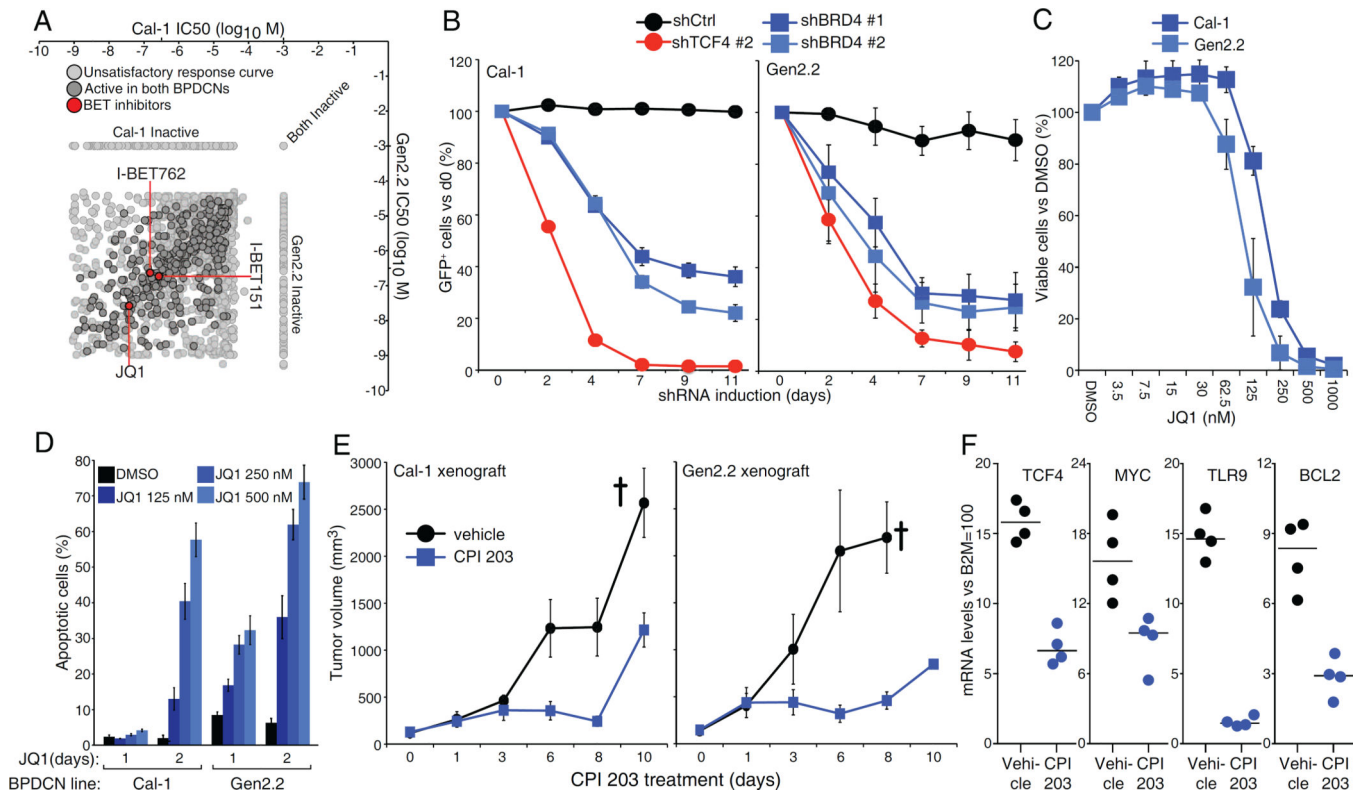 A
Cal-1 IC50 (log10 M)
-10 -9 -8 -7 -6 -5 -4 -3 -2 -1 0
Unsatisfactory response curve
Active in both BPDCNs
BET inhibitors
Cal-1 Inactive
Both Inactive
I-BET762
I-BET151
JQ1
Gen2.2 Inactive
Gen2.2 IC50 (log10 M)
-1
-2
-3
-4
-5
-6
-7
-8
-9
-10
B
shCtrl shBRD4 #1
shTCF4 #2 shBRD4 #2
Cal-1
Gen2.2
GFP+ cells vs d0 (%)
120
100
80
60
40
20
0
0 2 4 7 9 11
0 2 4 7 9 11
shRNA induction (days)
C
Cal-1
Gen2.2
Viable cells vs DMSO (%)
120
100
80
60
40
20
0
DMSO 3.5 7.5 15 30 62.5 125 250 500 1000
JQ1 (nM)
D
DMSO JQ1 250 nM
JQ1 125 nM JQ1 500 nM
Apoptotic cells (%)
80
70
60
50
40
30
20
10
0
JQ1(days): 1 2 1 2
BPDCN line: Cal-1 Gen2.2
E
Cal-1 xenograft
Gen2.2 xenograft
vehicle
CPI 203
†
†
Tumor volume (mm3)
3000
2500
2000
1500
1000
500
0
0 1 3 6 8 10
0 1 3 6 8 10
CPI 203 treatment (days)
F
mRNA levels vs B2M=100
TCF4
20
15
10
5
0
MYC
24
18
12
6
0
TLR9
20
15
10
5
0
BCL2
12
9
6
3
0
Vehi- CPI Vehi- CPI Vehi- CPI Vehi- CPI
cle 203 cle 203 cle 203 cle 203